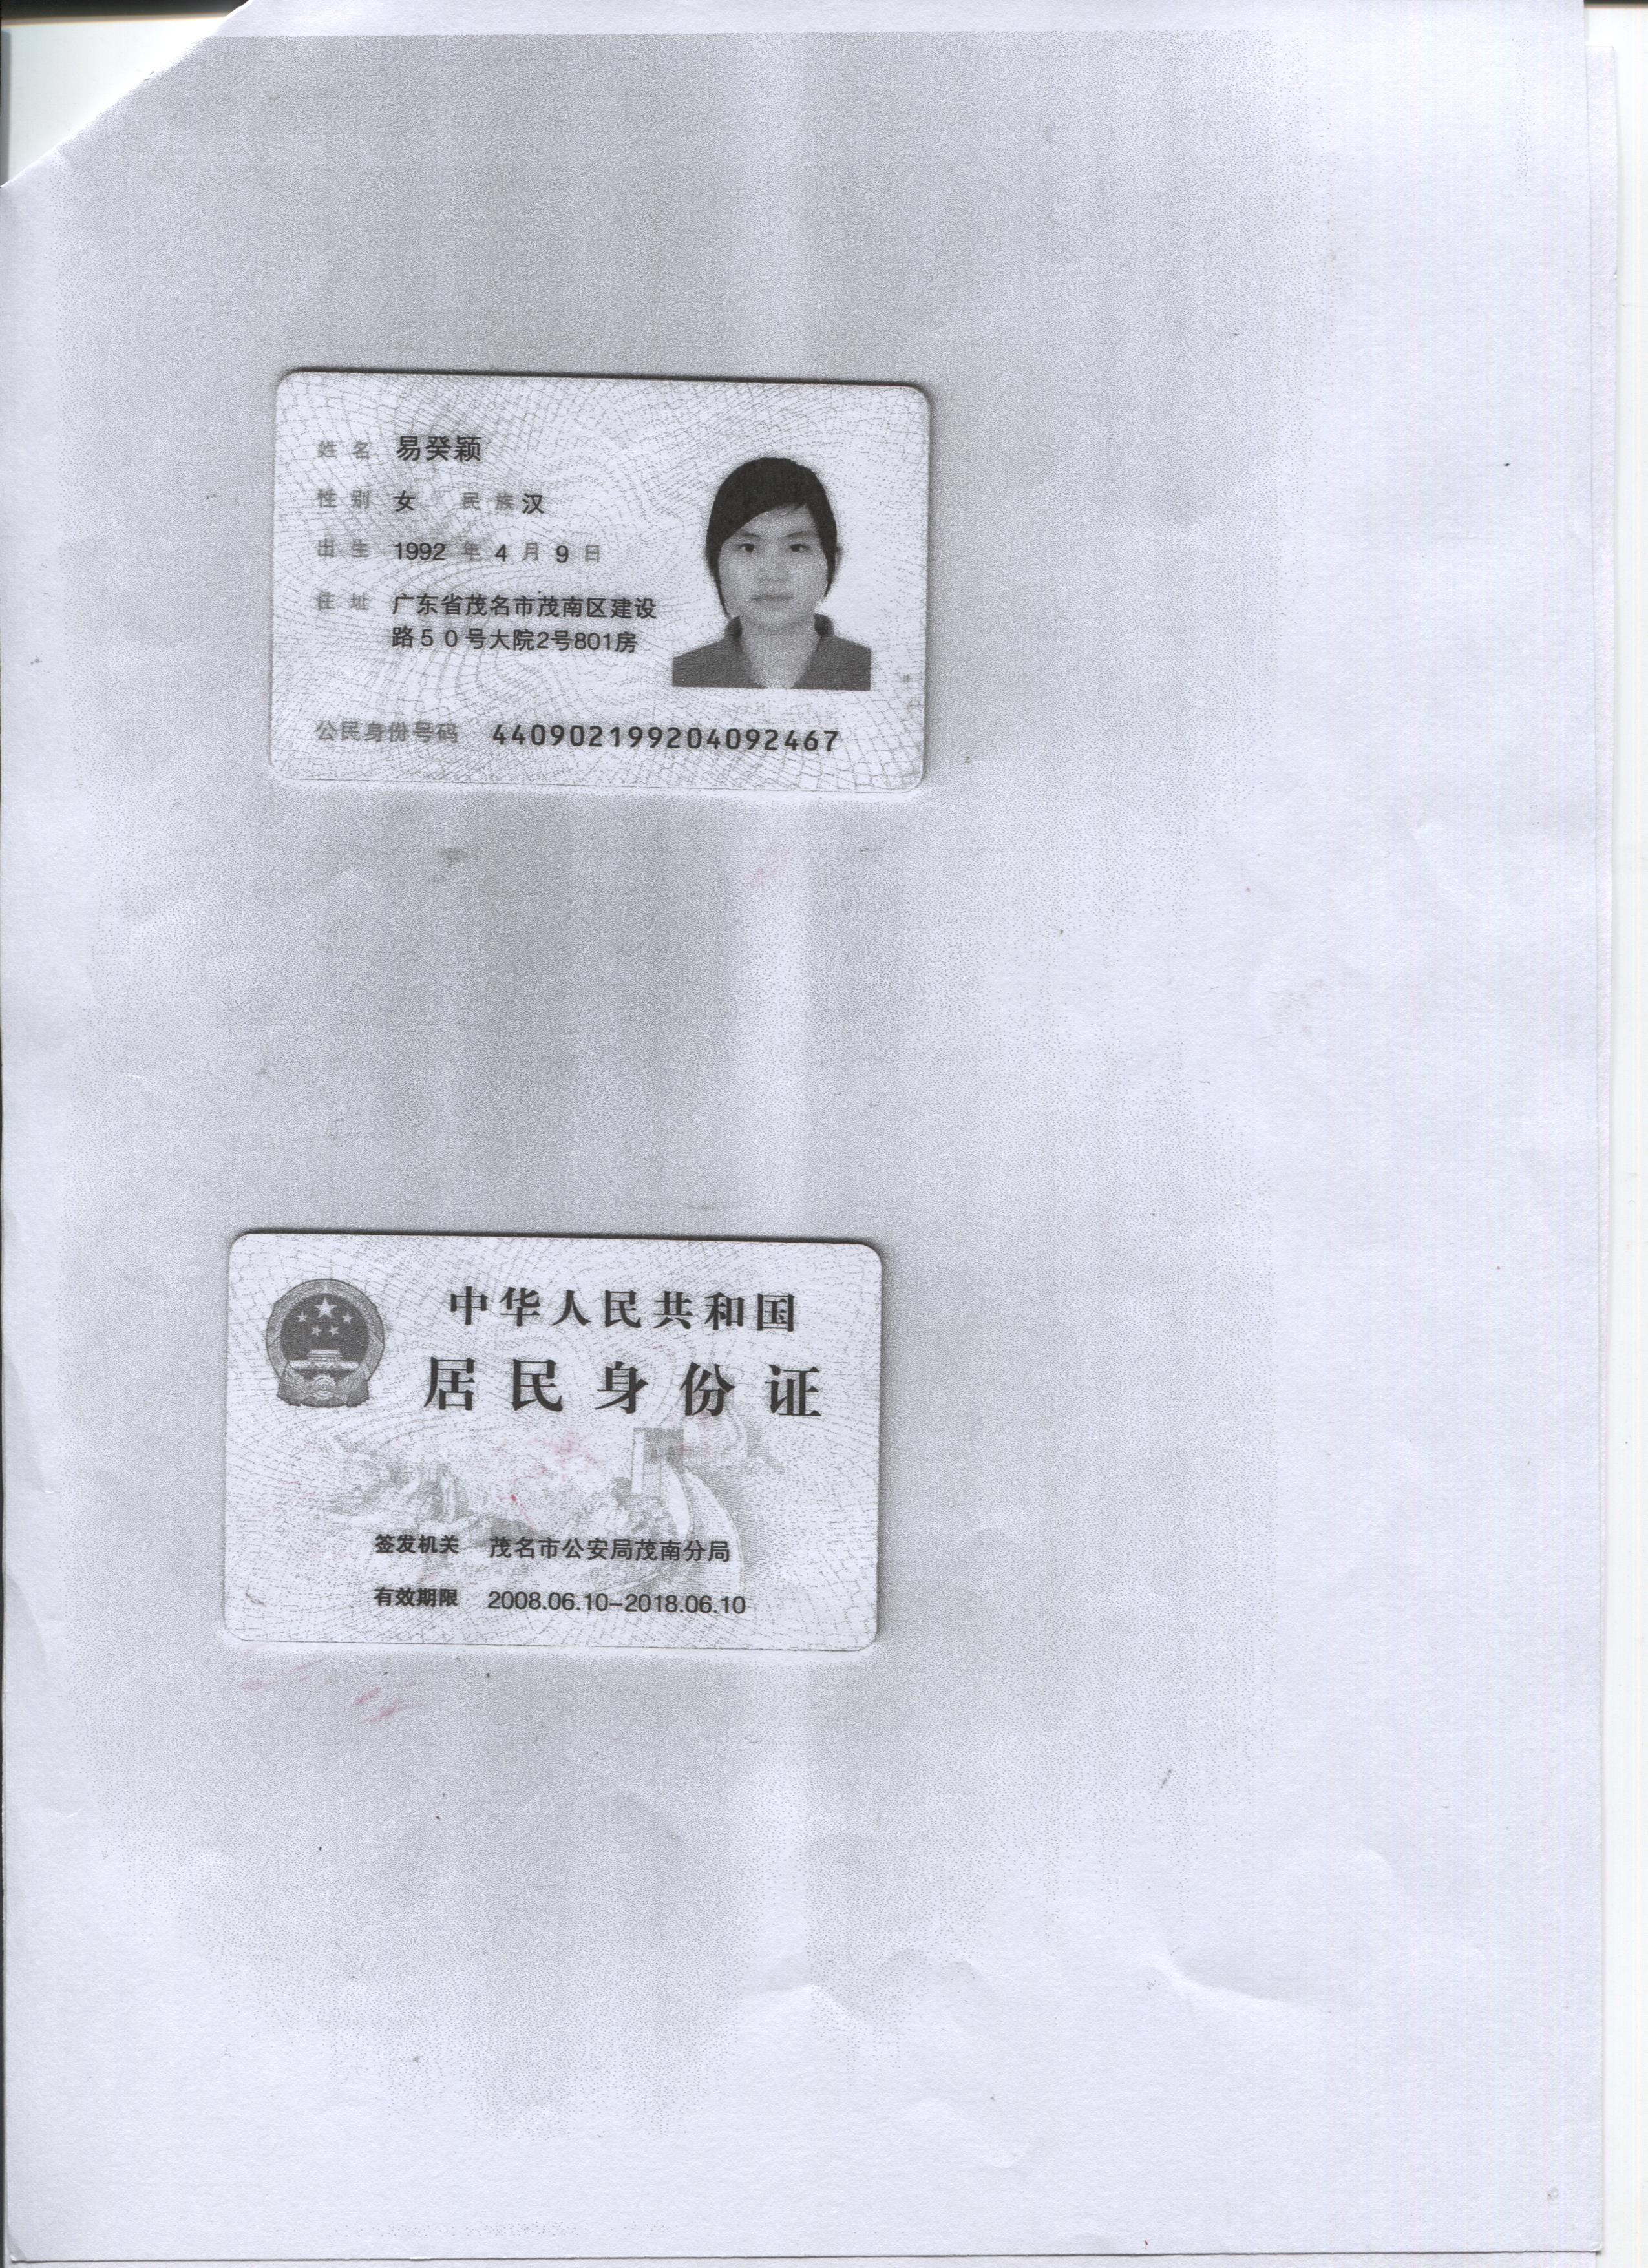 姓名 易癸颖
性别 女 民族 汉
出生 1992 年 4 月 9 日
住址 广东省茂名市茂南区建设
路50号大院2号801房
公民身份号码 440902199204092467
中华人民共和国
居民身份证
签发机关 茂名市公安局茂南分局
有效期限 2008.06.10-2018.06.10